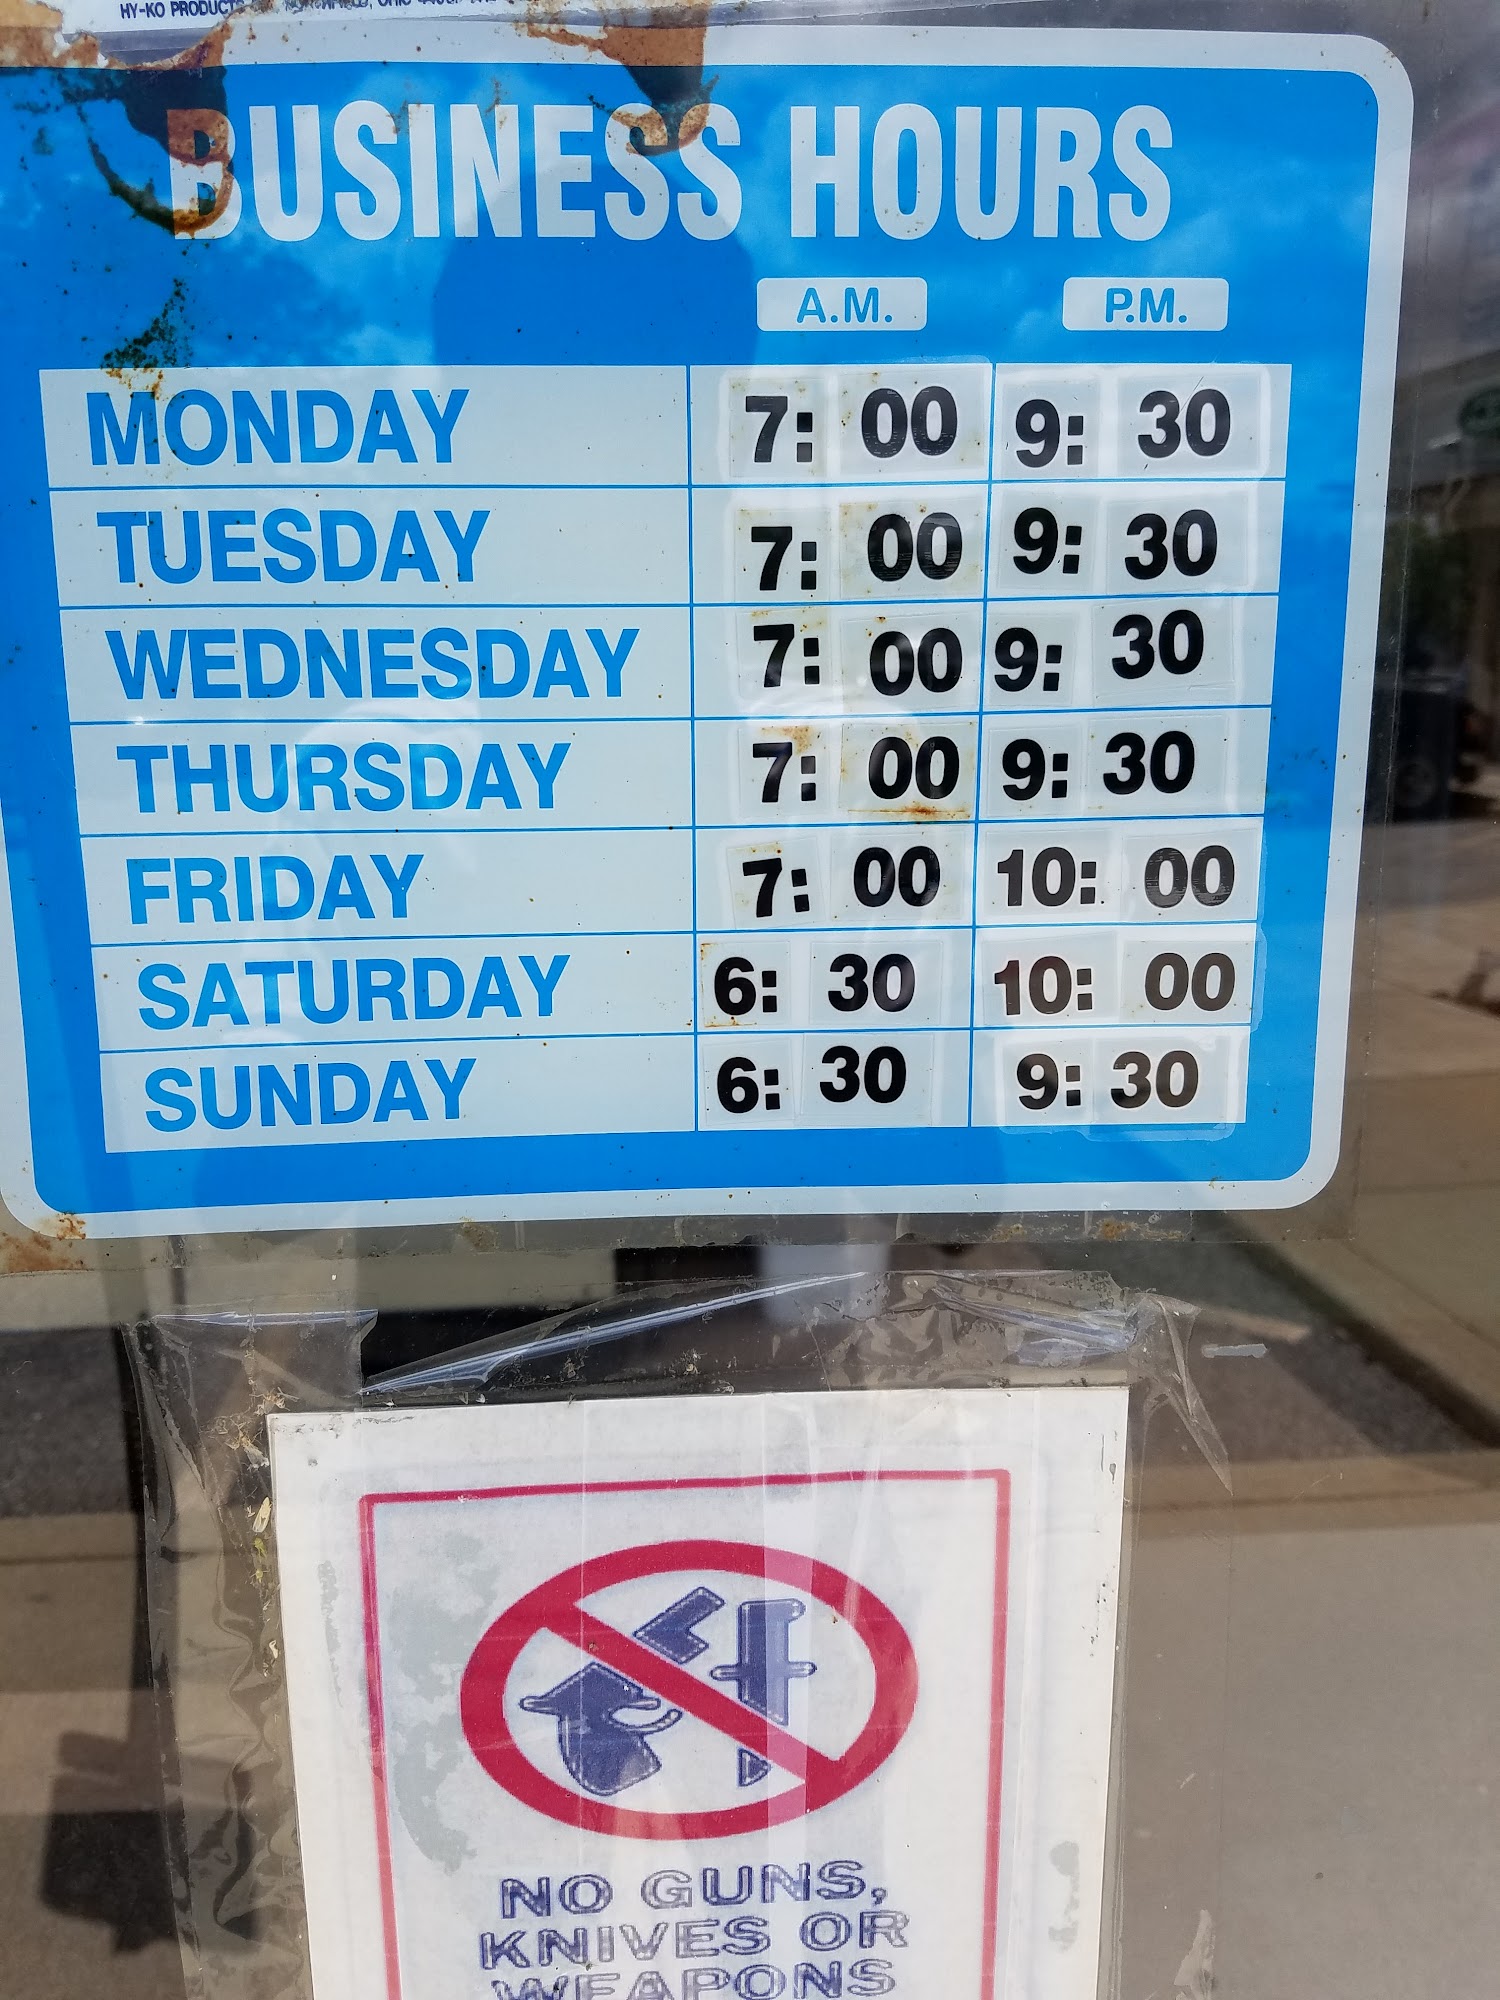 HY-KO PRODUCTS
BUSINESS HOURS
A.M. P.M.
MONDAY 7: 00 9: 30
TUESDAY 7: 00 9: 30
WEDNESDAY 7: 00 9: 30
THURSDAY 7: 00 9: 30
FRIDAY 7: 00 10: 00
SATURDAY 6: 30 10: 00
SUNDAY 6: 30 9: 30
NO GUNS,
KNIVES OR
WEAPONS